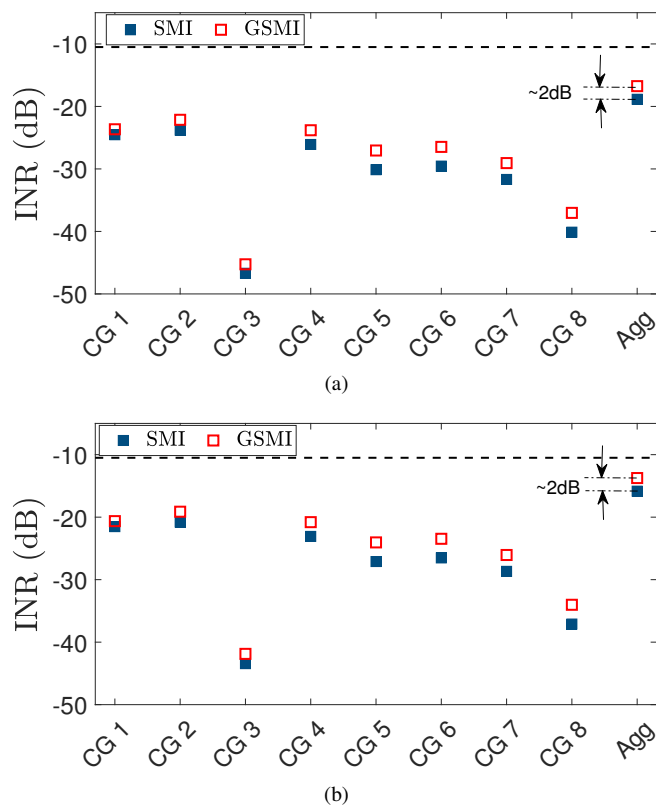 SMI GSMI
-10
-20
-30
-40
-50
INR (dB)
~2dB
CG 1 CG 2 CG 3 CG 4 CG 5 CG 6 CG 7 CG 8 Agg
(a)
SMI GSMI
-10
-20
-30
-40
-50
INR (dB)
~2dB
CG 1 CG 2 CG 3 CG 4 CG 5 CG 6 CG 7 CG 8 Agg
(b)